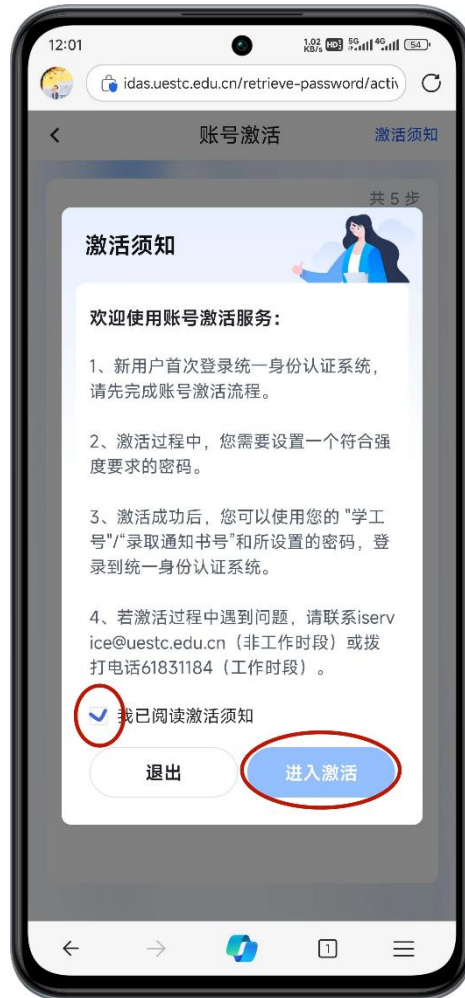 12:01
1.02 KB/s HD 5G 4G 54
idas.uestc.edu.cn/retrieve-password/activ
账号激活
激活须知
共 5 步
激活须知
欢迎使用账号激活服务：
1、新用户首次登录统一身份认证系统，
请先完成账号激活流程。
2、激活过程中，您需要设置一个符合强
度要求的密码。
3、激活成功后，您可以使用您的 "学工
号"/“录取通知书号”和所设置的密码，登
录到统一身份认证系统。
4、若激活过程中遇到问题，请联系iserv
ice@uestc.edu.cn（非工作时段）或拨
打电话61831184（工作时段）。
我已阅读激活须知
退出
进入激活
1